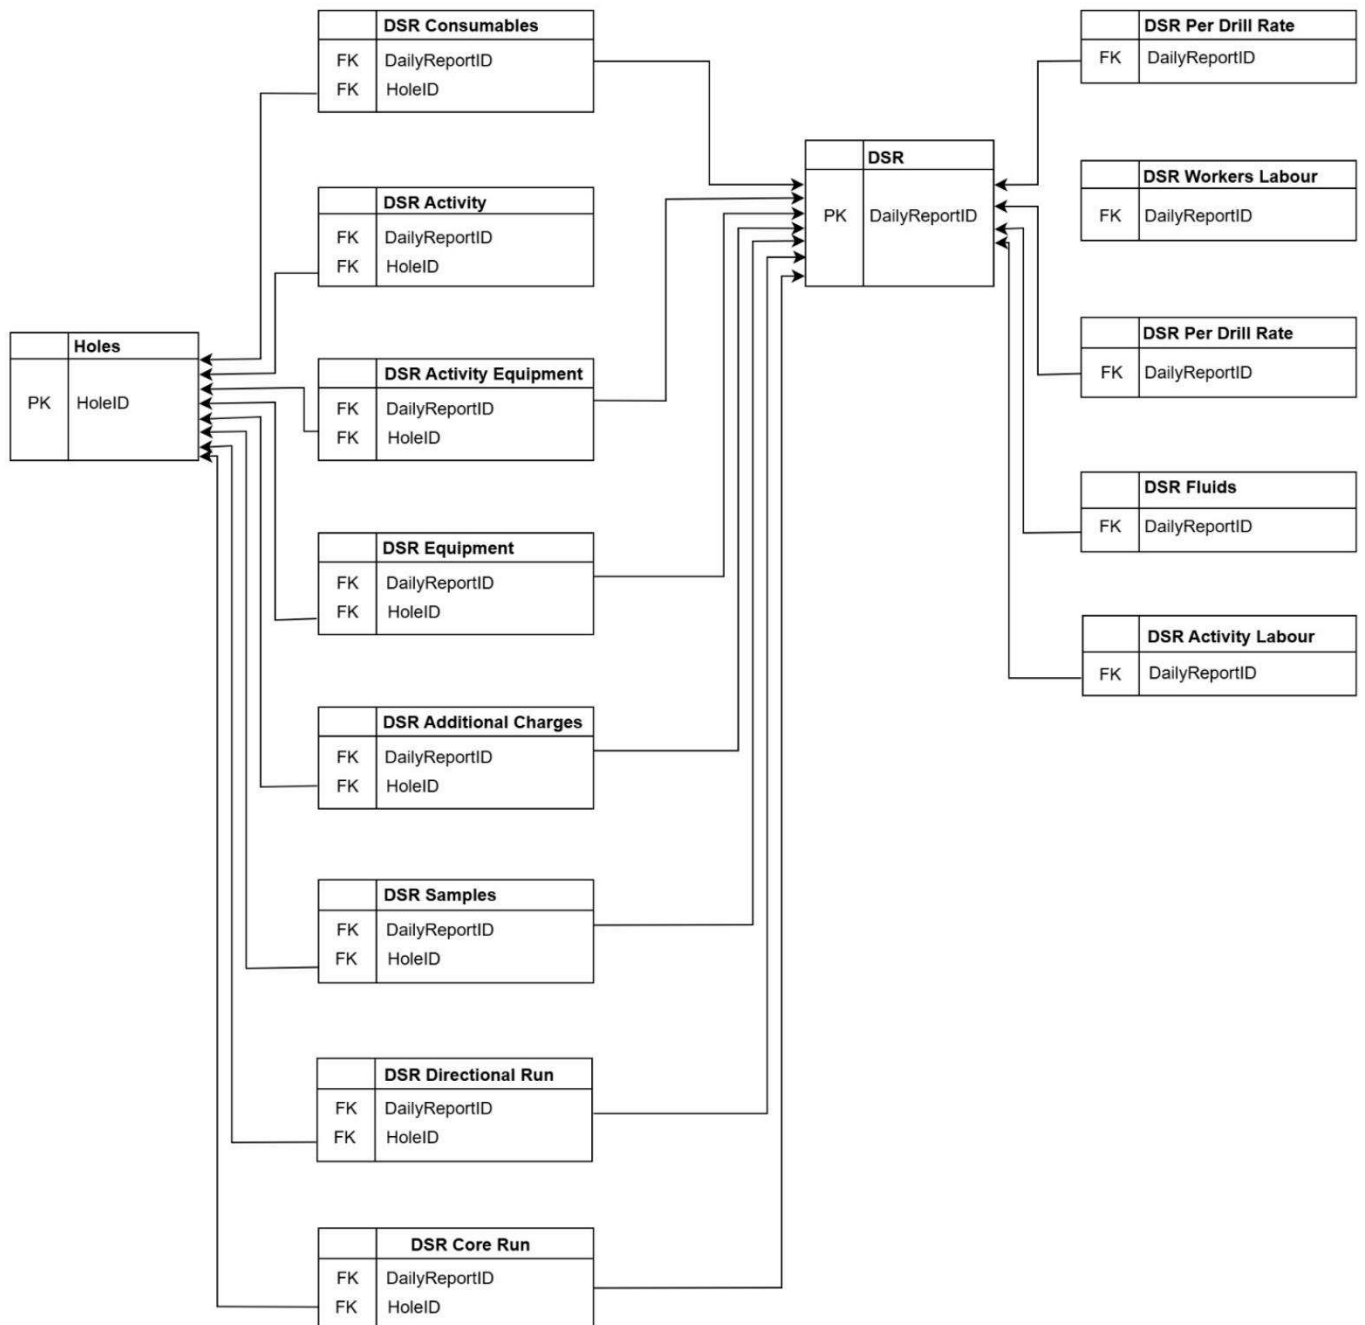 DSR Consumables
FK DailyReportID
FK HoleID
DSR Activity
FK DailyReportID
FK HoleID
Holes
PK HoleID
DSR Activity Equipment
FK DailyReportID
FK HoleID
DSR Equipment
FK DailyReportID
FK HoleID
DSR Additional Charges
FK DailyReportID
FK HoleID
DSR Samples
FK DailyReportID
FK HoleID
DSR Directional Run
FK DailyReportID
FK HoleID
DSR Core Run
FK DailyReportID
FK HoleID
DSR
PK DailyReportID
DSR Per Drill Rate
FK DailyReportID
DSR Workers Labour
FK DailyReportID
DSR Per Drill Rate
FK DailyReportID
DSR Fluids
FK DailyReportID
DSR Activity Labour
FK DailyReportID